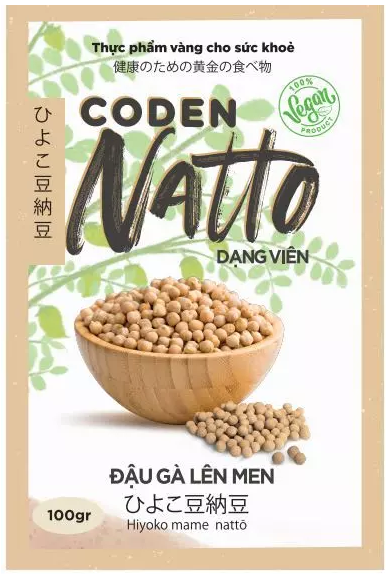 Thực phẩm vàng cho sức khoẻ
健康のための黄金の食べ物
ひよこ豆納豆
CODEN
Natto
100%
Vegan
PRODUCT
DẠNG VIÊN
ĐẬU GÀ LÊN MEN
ひよこ豆納豆
Hiyoko mame nattō
100gr